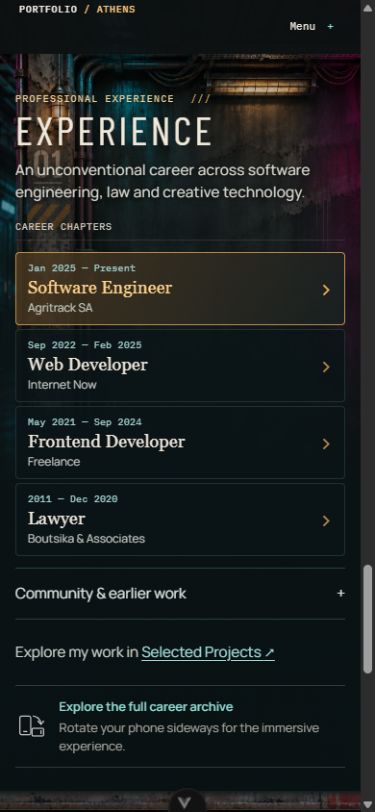 PORTFOLIO / ATHENS
Menu +
PROFESSIONAL EXPERIENCE ///
EXPERIENCE
01
An unconventional career across software
engineering, law and creative technology.
CAREER CHAPTERS
Jan 2025 — Present
Software Engineer
Agritrack SA
Sep 2022 — Feb 2025
Web Developer
Internet Now
May 2021 — Sep 2024
Frontend Developer
Freelance
2011 — Dec 2020
Lawyer
Boutsika & Associates
Community & earlier work +
Explore my work in Selected Projects ↗
Explore the full career archive
Rotate your phone sideways for the immersive
experience.